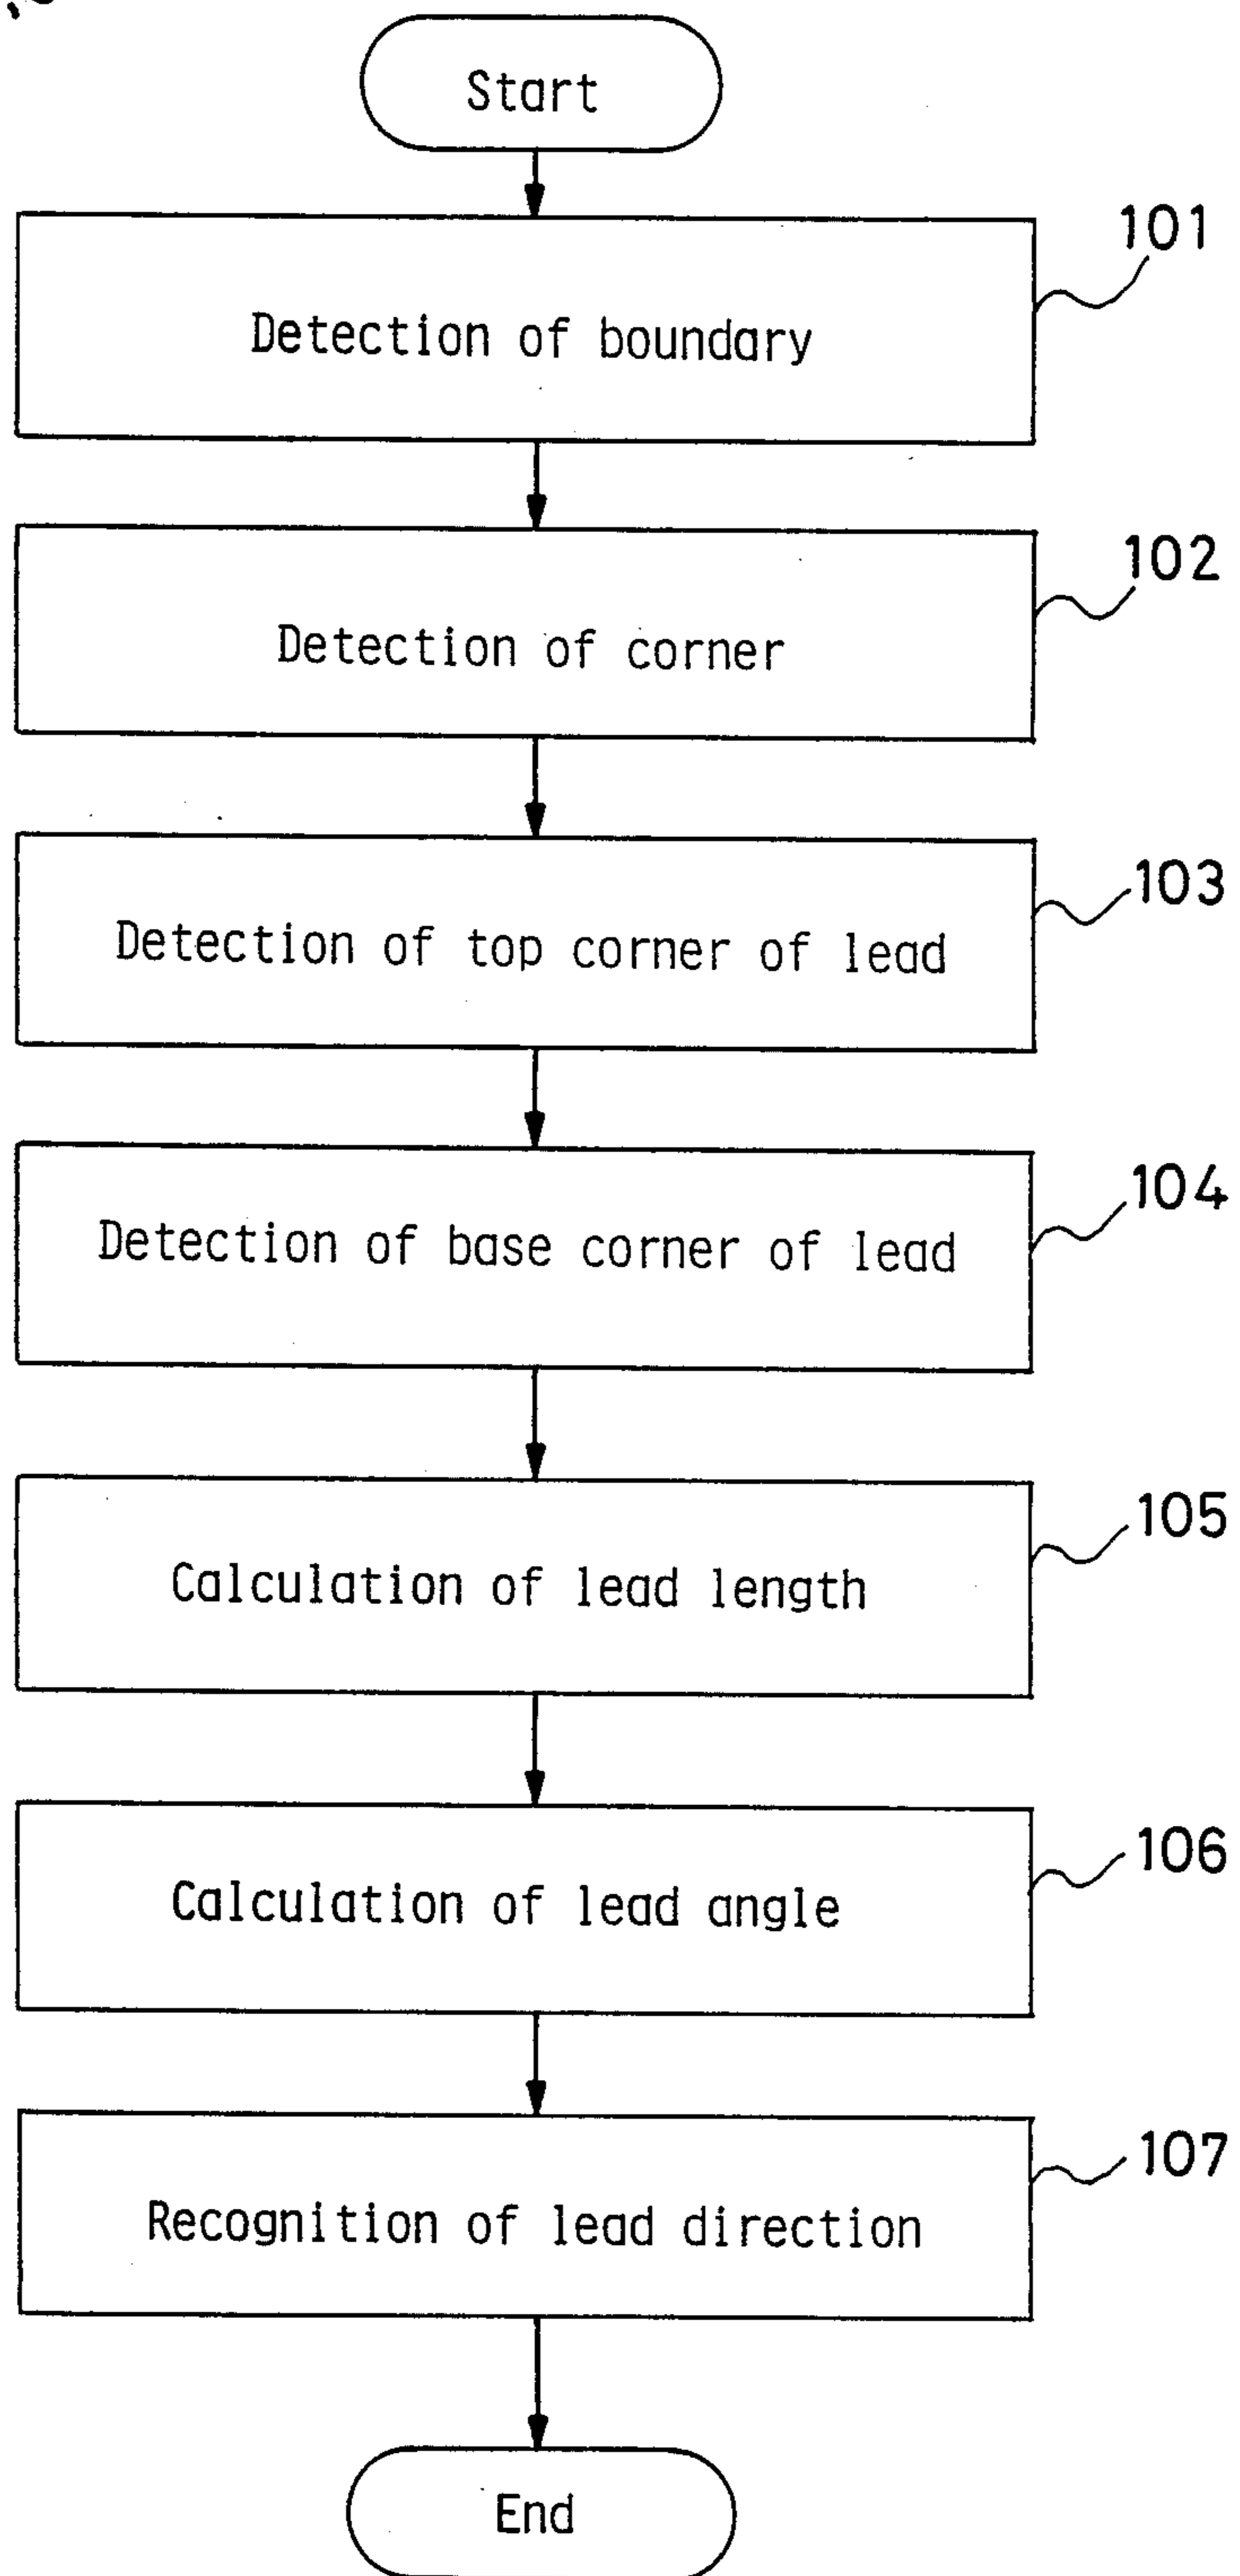 Start
101
Detection of boundary
102
Detection of corner
103
Detection of top corner of lead
104
Detection of base corner of lead
105
Calculation of lead length
106
Calculation of lead angle
107
Recognition of lead direction
End